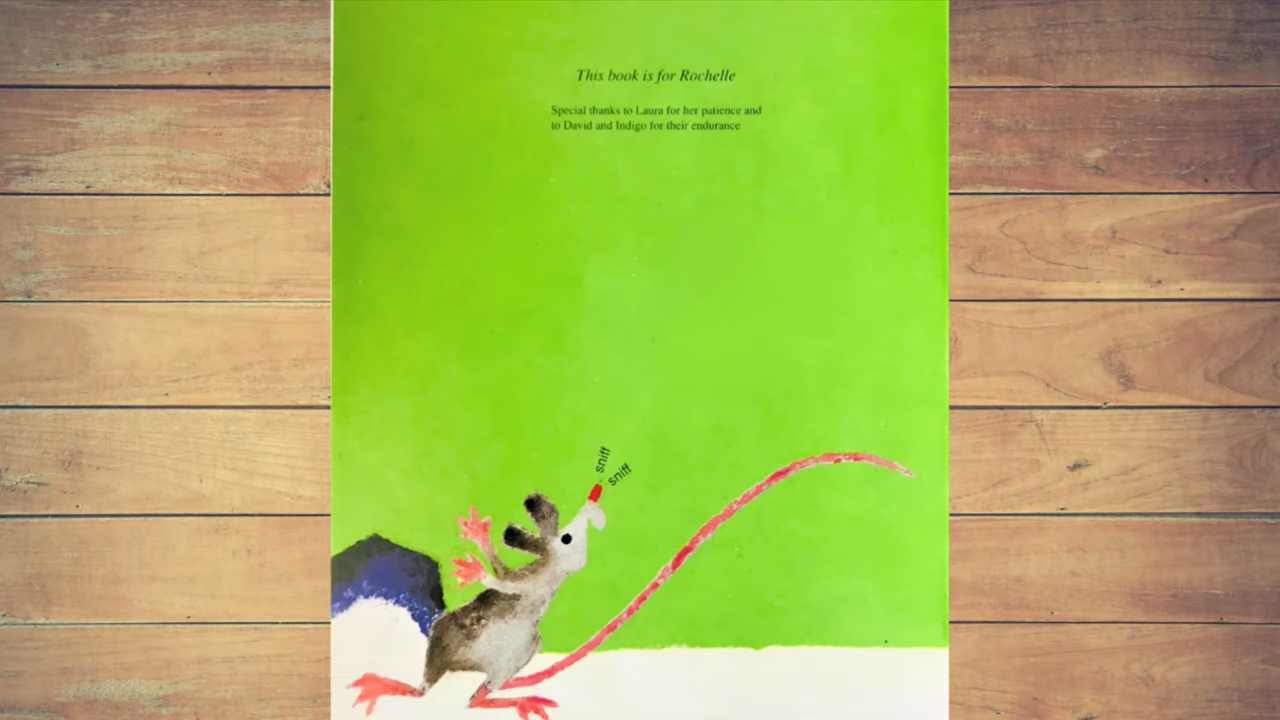 This book is for Rochelle
Special thanks to Laura for her patience and
to David and Indigo for their endurance
sniff
sniff